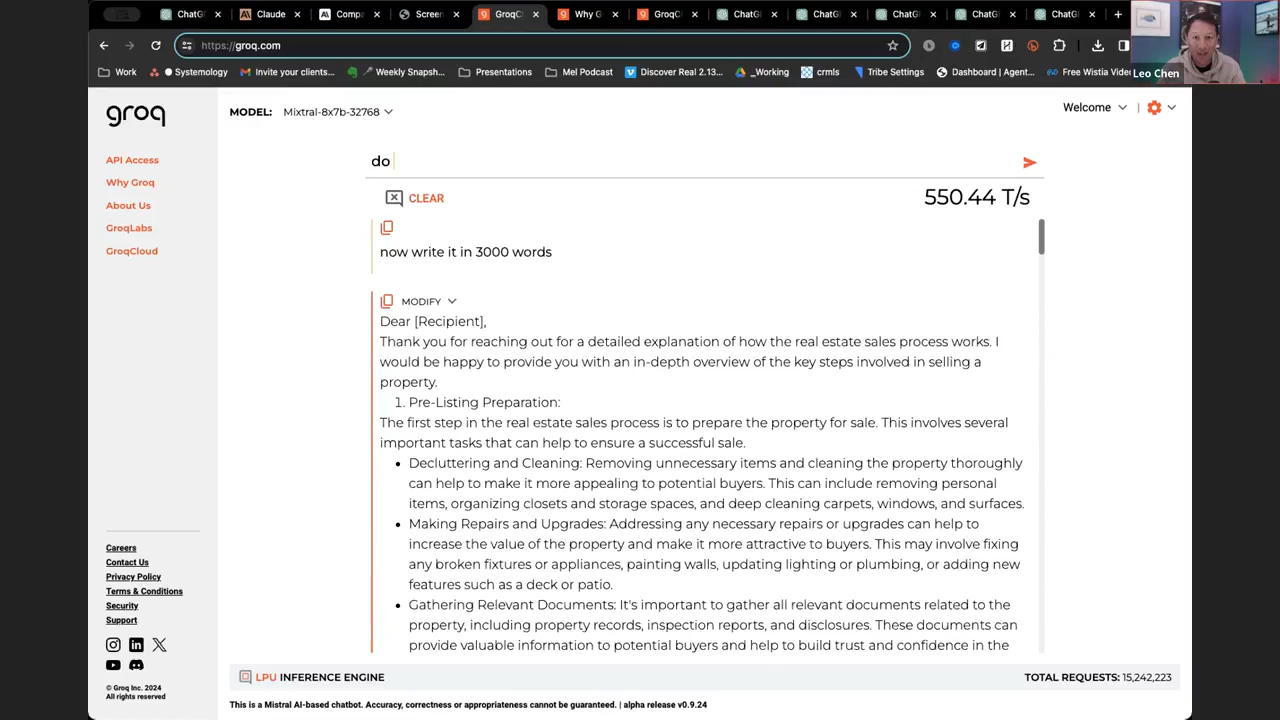 ChatG
Claude
Compa
Screen
GroqC
Why G
GroqC
ChatG
ChatG
ChatG
ChatG
ChatG
https://groq.com
Work
Systemology
Invite your clients...
Weekly Snapsh...
Presentations
Mel Podcast
Discover Real 2.13...
_Working
crmls
Tribe Settings
Dashboard | Agent...
Free Wistia Vide
Leo Chen
groq
MODEL: Mixtral-8x7b-32768
Welcome
API Access
Why Groq
About Us
GroqLabs
GroqCloud
do
CLEAR
550.44 T/s
now write it in 3000 words
MODIFY
Dear [Recipient],
Thank you for reaching out for a detailed explanation of how the real estate sales process works. I
would be happy to provide you with an in-depth overview of the key steps involved in selling a
property.
1. Pre-Listing Preparation:
The first step in the real estate sales process is to prepare the property for sale. This involves several
important tasks that can help to ensure a successful sale.
• Decluttering and Cleaning: Removing unnecessary items and cleaning the property thoroughly
can help to make it more appealing to potential buyers. This can include removing personal
items, organizing closets and storage spaces, and deep cleaning carpets, windows, and surfaces.
• Making Repairs and Upgrades: Addressing any necessary repairs or upgrades can help to
increase the value of the property and make it more attractive to buyers. This may involve fixing
any broken fixtures or appliances, painting walls, updating lighting or plumbing, or adding new
features such as a deck or patio.
• Gathering Relevant Documents: It's important to gather all relevant documents related to the
property, including property records, inspection reports, and disclosures. These documents can
provide valuable information to potential buyers and help to build trust and confidence in the
Careers
Contact Us
Privacy Policy
Terms & Conditions
Security
Support
© Groq Inc. 2024
All rights reserved
LPU INFERENCE ENGINE
TOTAL REQUESTS: 15,242,223
This is a Mistral AI-based chatbot. Accuracy, correctness or appropriateness cannot be guaranteed. | alpha release v0.9.24